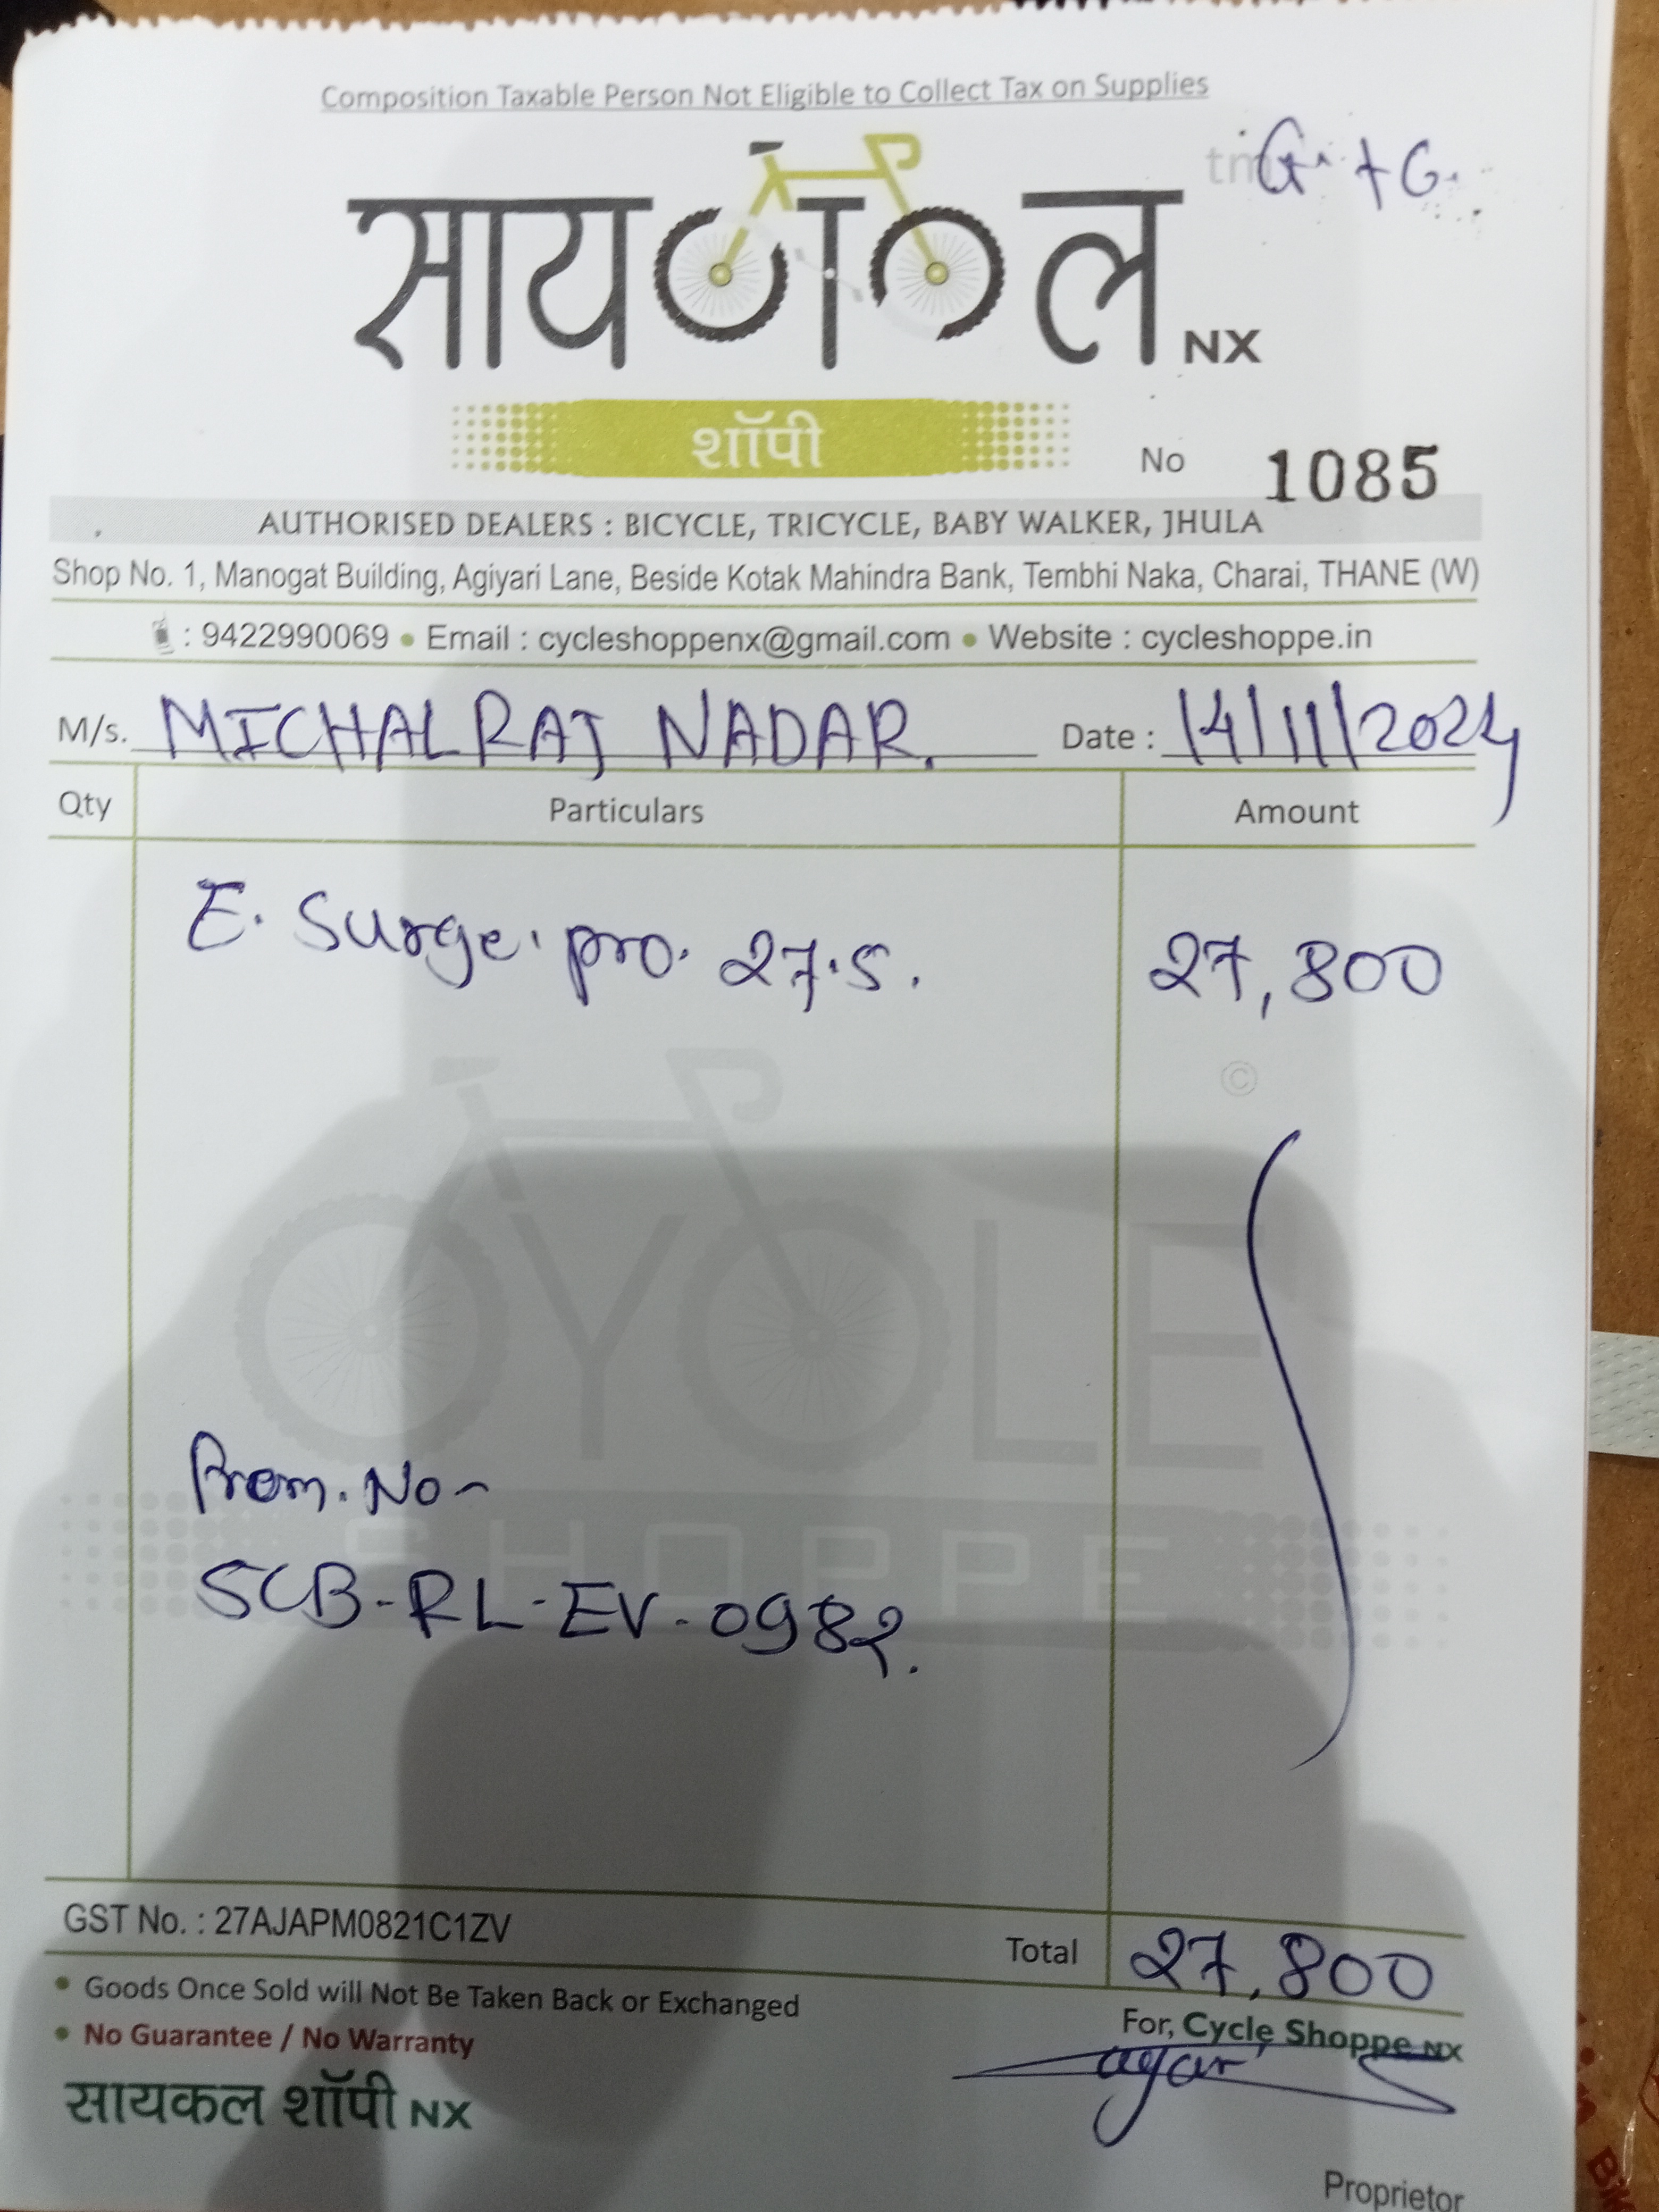 Composition Taxable Person Not Eligible to Collect Tax on Supplies
tm G. + G.
सायकल NX
शॉपी
No 1085
AUTHORISED DEALERS : BICYCLE, TRICYCLE, BABY WALKER, JHULA
Shop No. 1, Manogat Building, Agiyari Lane, Beside Kotak Mahindra Bank, Tembhi Naka, Charai, THANE (W)
: 9422990069 • Email : cycleshoppenx@gmail.com • Website : cycleshoppe.in
M/s. MICHALRAJ NADAR. Date : 14/11/2024
Qty Particulars Amount
E. Surge. pro. 27.5. 27,800
©
CYCLE
SHOPPE
No -
SCB-RL-EV-0982.
GST No. : 27AJAPM0821C1ZV
Total 27,800
• Goods Once Sold will Not Be Taken Back or Exchanged
• No Guarantee / No Warranty
For, Cycle Shoppe NX
सायकल शॉपी NX
Proprietor